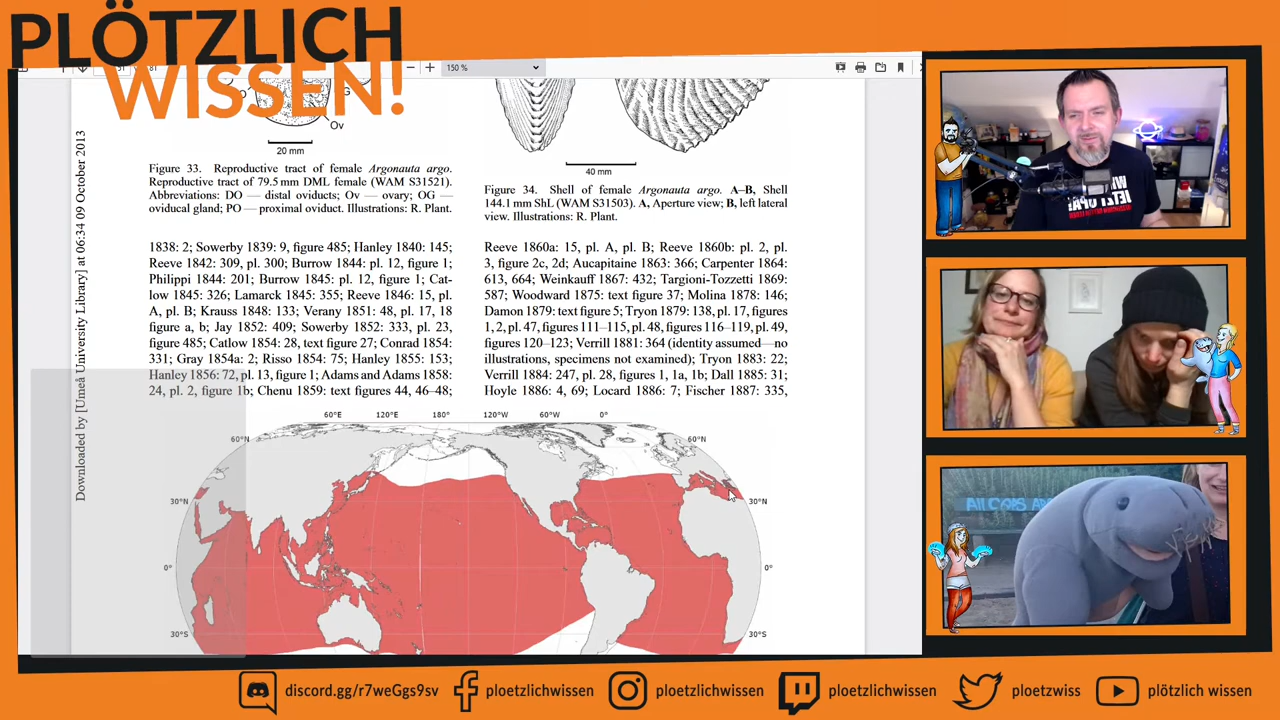 PLÖTZLICH
WISSEN!
150 %
Ov
20 mm
Figure 33. Reproductive tract of female Argonauta argo.
Reproductive tract of 79.5 mm DML female (WAM S31521).
Abbreviations: DO — distal oviducts; Ov — ovary; OG —
oviducal gland; PO — proximal oviduct. Illustrations: R. Plant.
40 mm
Figure 34. Shell of female Argonauta argo. A–B, Shell
144.1 mm ShL (WAM S31503). A, Aperture view; B, left lateral
view. Illustrations: R. Plant.
Downloaded by [Umeå University Library] at 06:34 09 October 2013
1838: 2; Sowerby 1839: 9, figure 485; Hanley 1840: 145;
Reeve 1842: 309, pl. 300; Burrow 1844: pl. 12, figure 1;
Philippi 1844: 201; Burrow 1845: pl. 12, figure 1; Cat-
low 1845: 326; Lamarck 1845: 355; Reeve 1846: 15, pl.
A, pl. B; Krauss 1848: 133; Verany 1851: 48, pl. 17, 18
figure a, b; Jay 1852: 409; Sowerby 1852: 333, pl. 23,
figure 485; Catlow 1854: 28, text figure 27; Conrad 1854:
331; Gray 1854a: 2; Risso 1854: 75; Hanley 1855: 153;
Hanley 1856: 72, pl. 13, figure 1; Adams and Adams 1858:
24, pl. 2, figure 1b; Chenu 1859: text figures 44, 46–48;
Reeve 1860a: 15, pl. A, pl. B; Reeve 1860b: pl. 2, pl.
3, figure 2c, 2d; Aucapitaine 1863: 366; Carpenter 1864:
613, 664; Weinkauff 1867: 432; Targioni-Tozzetti 1869:
587; Woodward 1875: text figure 37; Molina 1878: 146;
Damon 1879: text figure 5; Tryon 1879: 138, pl. 17, figures
1, 2, pl. 47, figures 111–115, pl. 48, figures 116–119, pl. 49,
figures 120–123; Verrill 1881: 364 (identity assumed—no
illustrations, specimens not examined); Tryon 1883: 22;
Verrill 1884: 247, pl. 28, figures 1, 1a, 1b; Dall 1885: 31;
Hoyle 1886: 4, 69; Locard 1886: 7; Fischer 1887: 335,
60°E 120°E 180° 120°W 60°W 0°
60°N 60°N
30°N 30°N
0° 0°
30°S 30°S
discord.gg/r7weGgs9sv ploetzlichwissen ploetzlichwissen ploetzlichwissen ploetzwiss plötzlich wissen